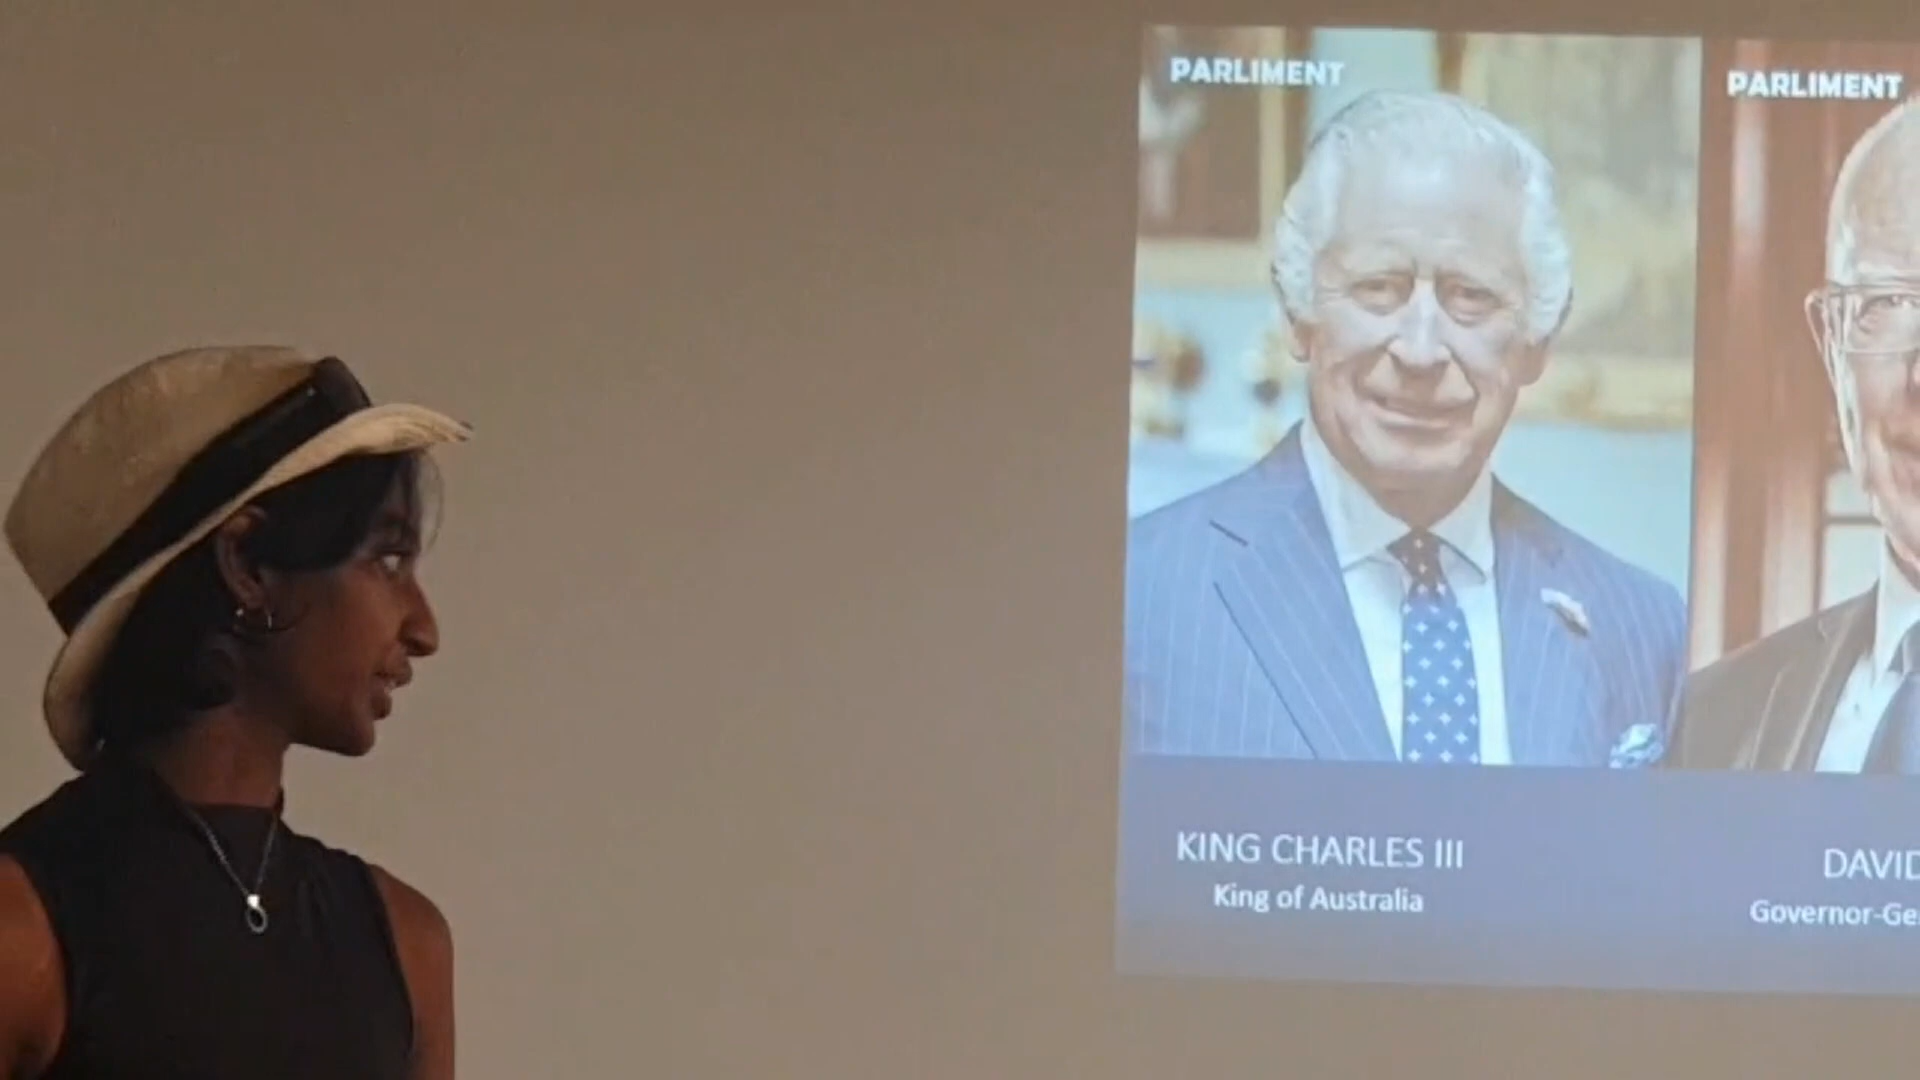 PARLIMENT
KING CHARLES III
King of Australia
PARLIMENT
DAVID
Governor-Ge